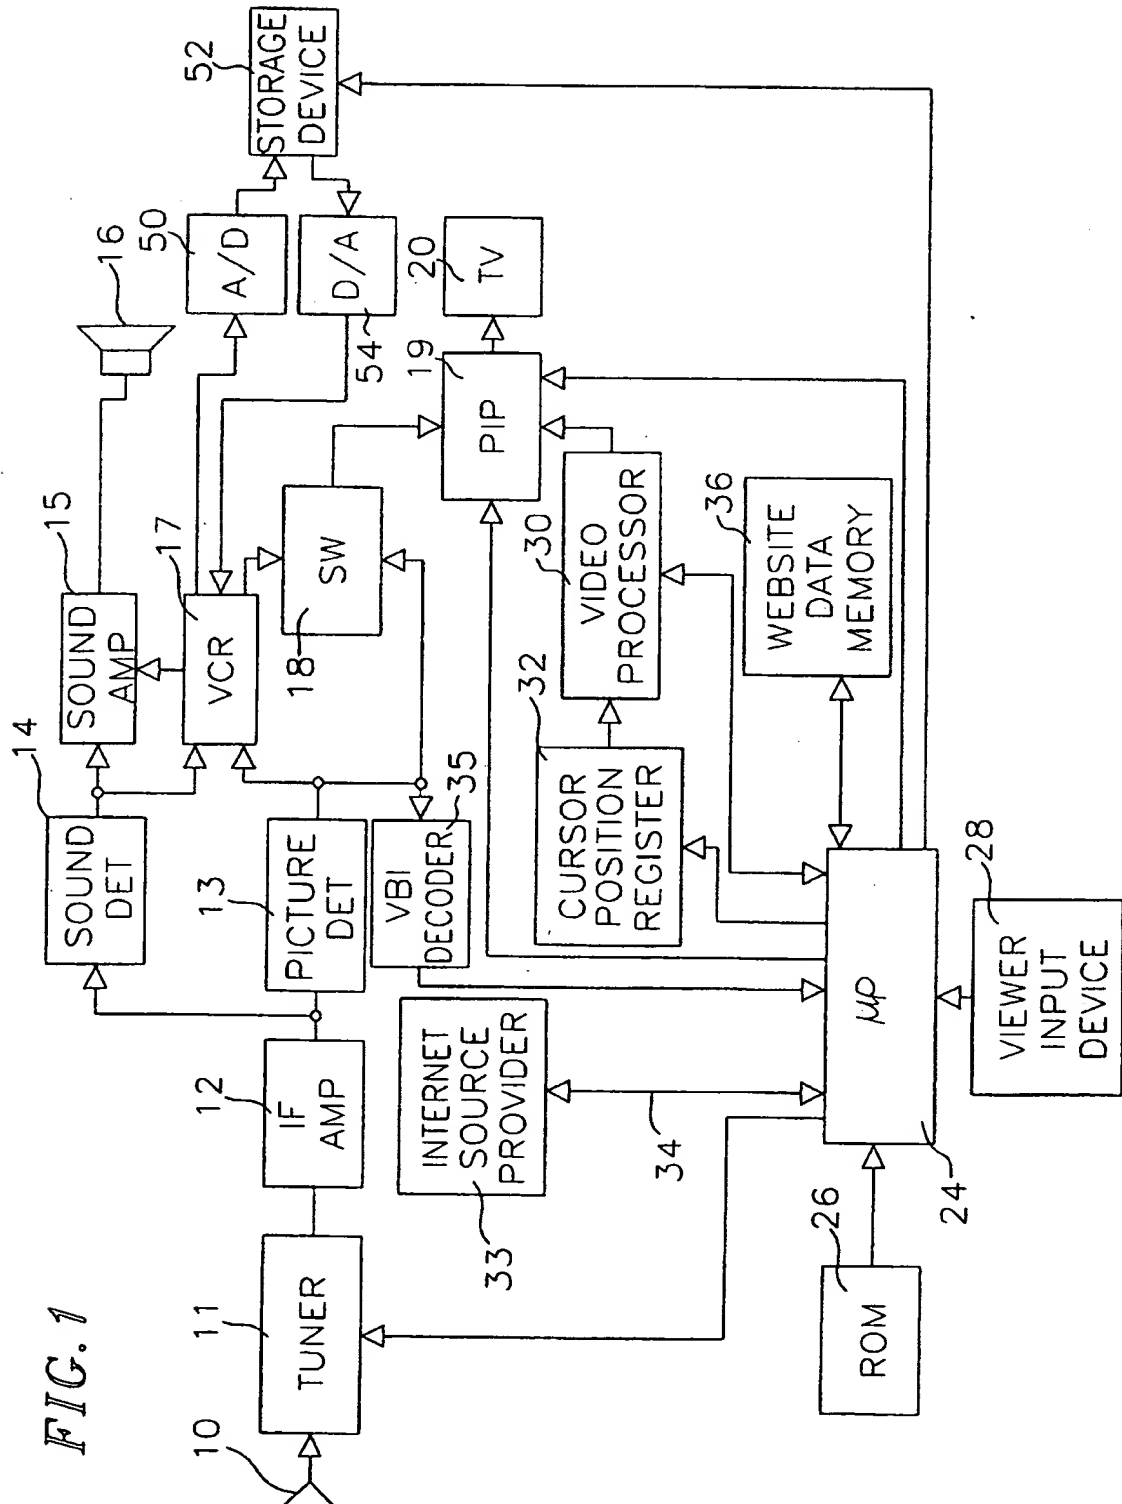 FIG. 1
10
11
TUNER
12
IF
AMP
13
PICTURE
DET
14
SOUND
DET
15
SOUND
AMP
16
17
VCR
18
SW
50
A/D
52
STORAGE
DEVICE
54
D/A
19
PIP
20
TV
35
VBI
DECODER
33
INTERNET
SOURCE
PROVIDER
34
32
CURSOR
POSITION
REGISTER
30
VIDEO
PROCESSOR
36
WEBSITE
DATA
MEMORY
26
ROM
24
μP
28
VIEWER
INPUT
DEVICE